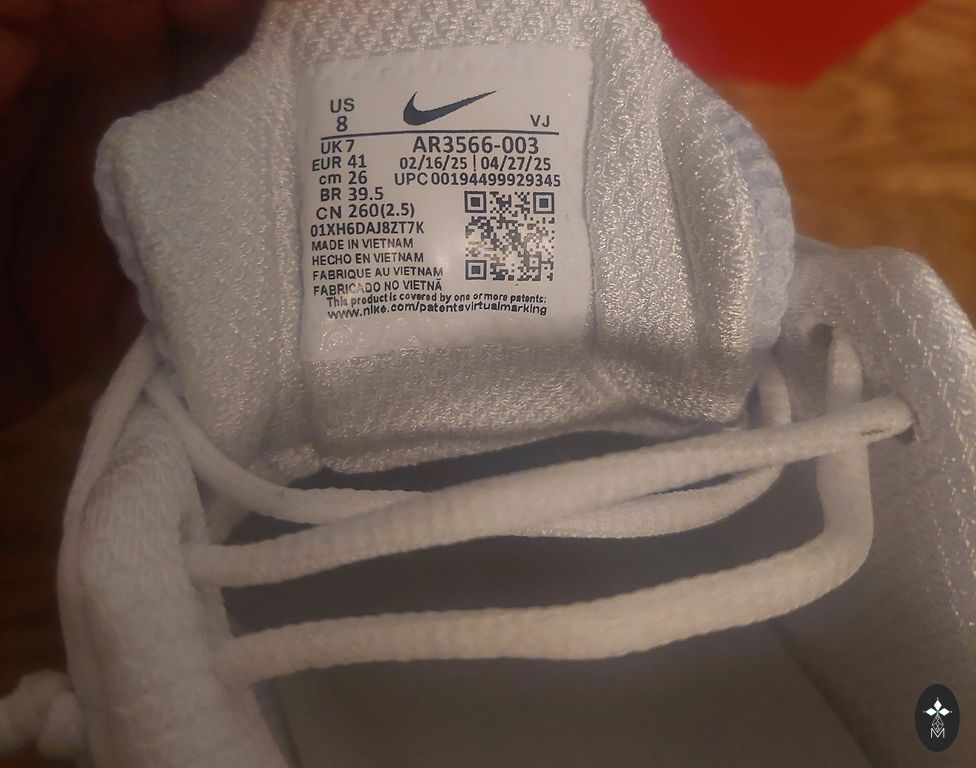 US
8
VJ
UK 7
AR3566-003
EUR 41
02/16/25 | 04/27/25
cm 26
UPC 00194499929345
BR 39.5
CN 260(2.5)
01XH6DAJ8ZT7K
MADE IN VIETNAM
HECHO EN VIETNAM
FABRIQUE AU VIETNAM
FABRICADO NO VIETNÃ
This product is covered by one or more patents:
www.nike.com/patentsvirtualmarking
M